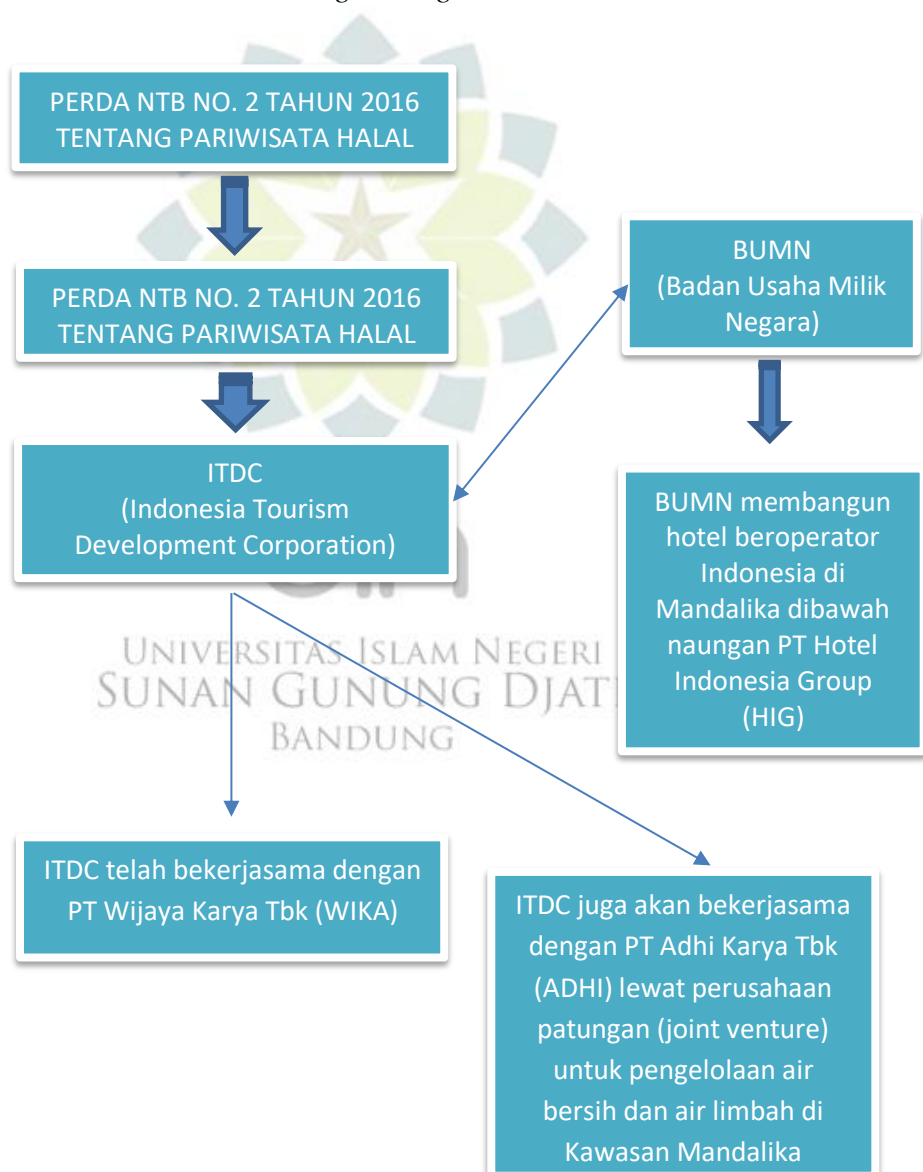 PERDA NTB NO. 2 TAHUN 2016
TENTANG PARIWISATA HALAL
PERDA NTB NO. 2 TAHUN 2016
TENTANG PARIWISATA HALAL
BUMN
(Badan Usaha Milik
Negara)
ITDC
(Indonesia Tourism
Development Corporation)
BUMN membangun
hotel beroperator
Indonesia di
Mandalika dibawah
naungan PT Hotel
Indonesia Group
(HIG)
UNIVERSITAS ISLAM NEGERI
SUNAN GUNUNG DJATI
BANDUNG
ITDC telah bekerjasama dengan
PT Wijaya Karya Tbk (WIKA)
ITDC juga akan bekerjasama
dengan PT Adhi Karya Tbk
(ADHI) lewat perusahaan
patungan (joint venture)
untuk pengelolaan air
bersih dan air limbah di
Kawasan Mandalika